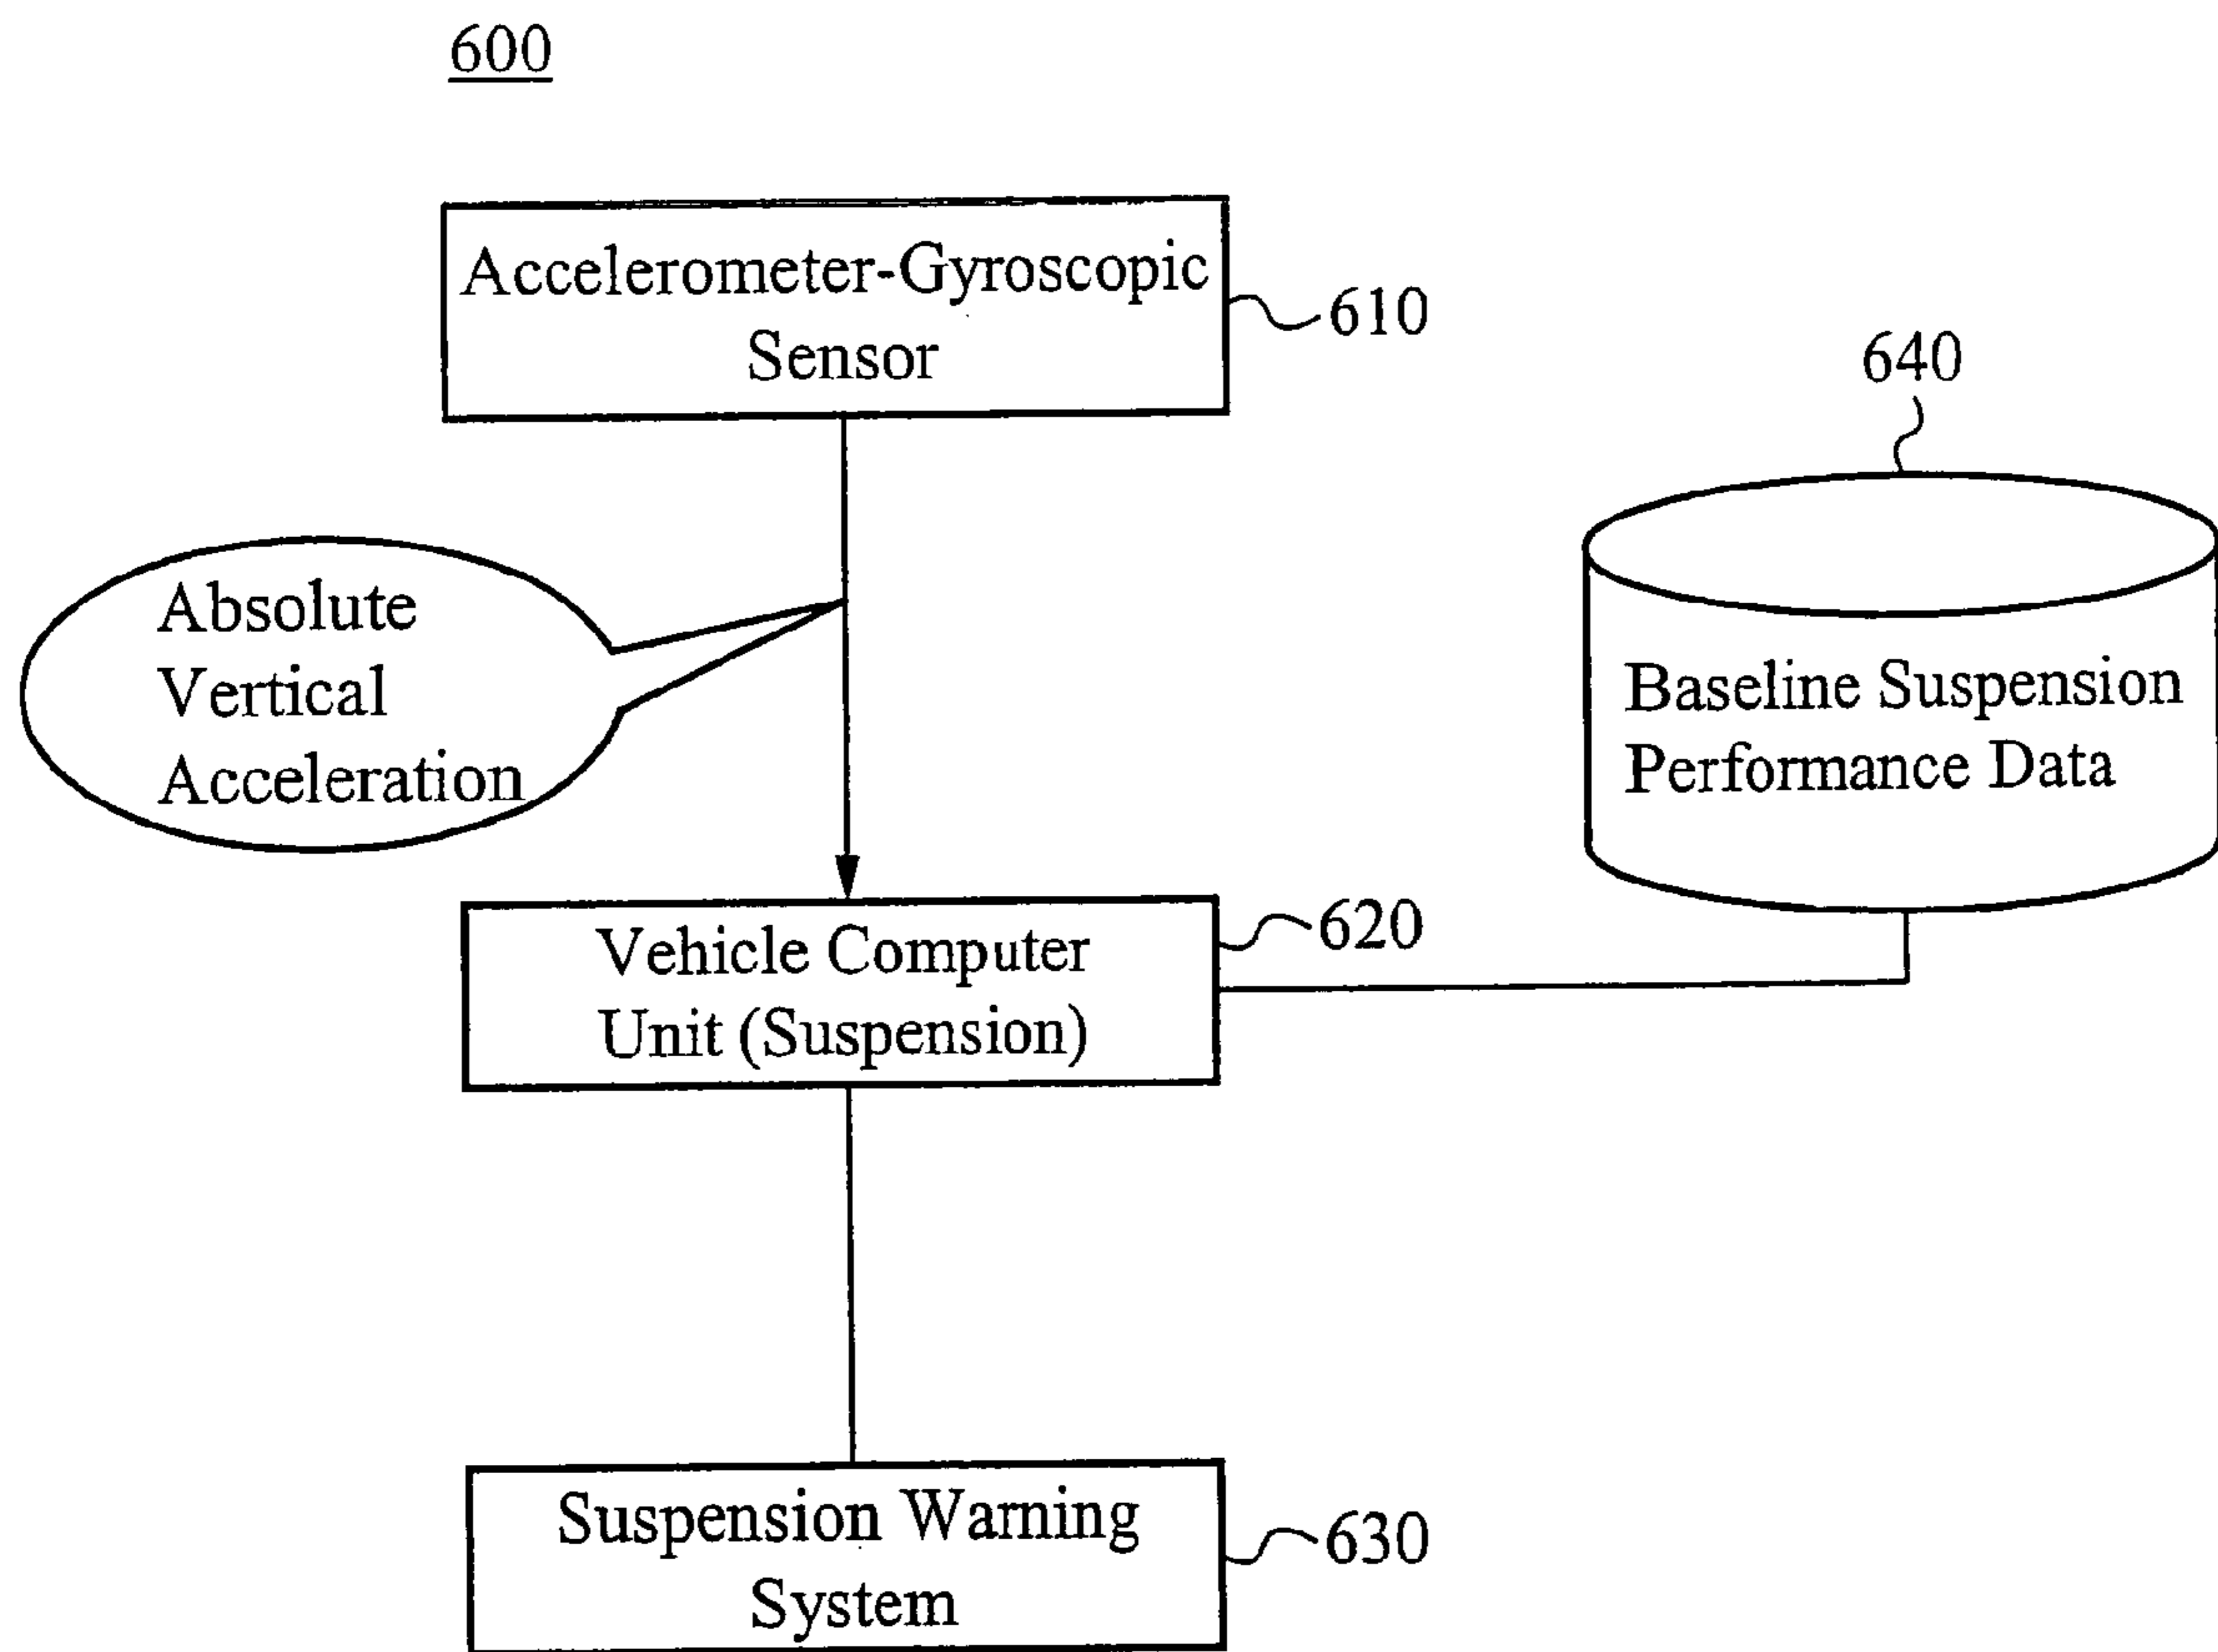 600
Accelerometer-Gyroscopic
Sensor
610
640
Absolute
Vertical
Acceleration
Baseline Suspension
Performance Data
Vehicle Computer
Unit (Suspension)
620
Suspension Warning
System
630